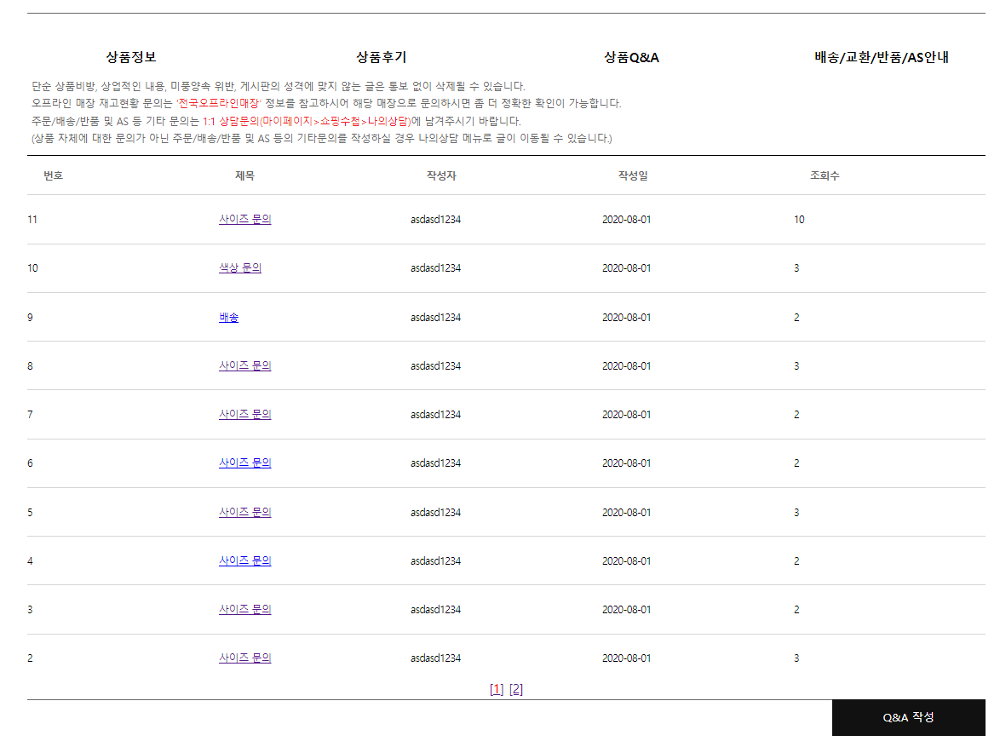 상품정보 상품후기 상품Q&A 배송/교환/반품/AS안내
단순 상품비방, 상업적인 내용, 미풍양속 위반, 게시판의 성격에 맞지 않는 글은 통보 없이 삭제될 수 있습니다.
오프라인 매장 재고현황 문의는 '전국오프라인매장' 정보를 참고하시어 해당 매장으로 문의하시면 좀 더 정확한 확인이 가능합니다.
주문/배송/반품 및 AS 등 기타 문의는 1:1 상담문의(마이페이지>쇼핑수첩>나의상담)에 남겨주시기 바랍니다.
(상품 자체에 대한 문의가 아닌 주문/배송/반품 및 AS 등의 기타문의를 작성하실 경우 나의상담 메뉴로 글이 이동될 수 있습니다.)
번호 제목 작성자 작성일 조회수
11 사이즈 문의 asdasd1234 2020-08-01 10
10 색상 문의 asdasd1234 2020-08-01 3
9 배송 asdasd1234 2020-08-01 2
8 사이즈 문의 asdasd1234 2020-08-01 3
7 사이즈 문의 asdasd1234 2020-08-01 2
6 사이즈 문의 asdasd1234 2020-08-01 2
5 사이즈 문의 asdasd1234 2020-08-01 3
4 사이즈 문의 asdasd1234 2020-08-01 2
3 사이즈 문의 asdasd1234 2020-08-01 2
2 사이즈 문의 asdasd1234 2020-08-01 3
[1] [2]
Q&A 작성